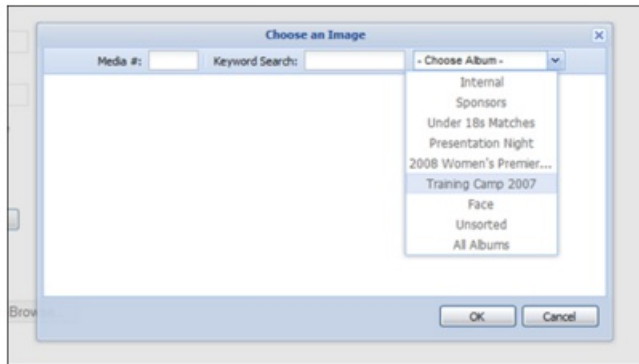 Choose an Image
Media #: Keyword Search: - Choose Album -
Internal
Sponsors
Under 18s Matches
Presentation Night
2008 Women's Premier...
Training Camp 2007
Face
Unsorted
All Albums
Brow
OK Cancel